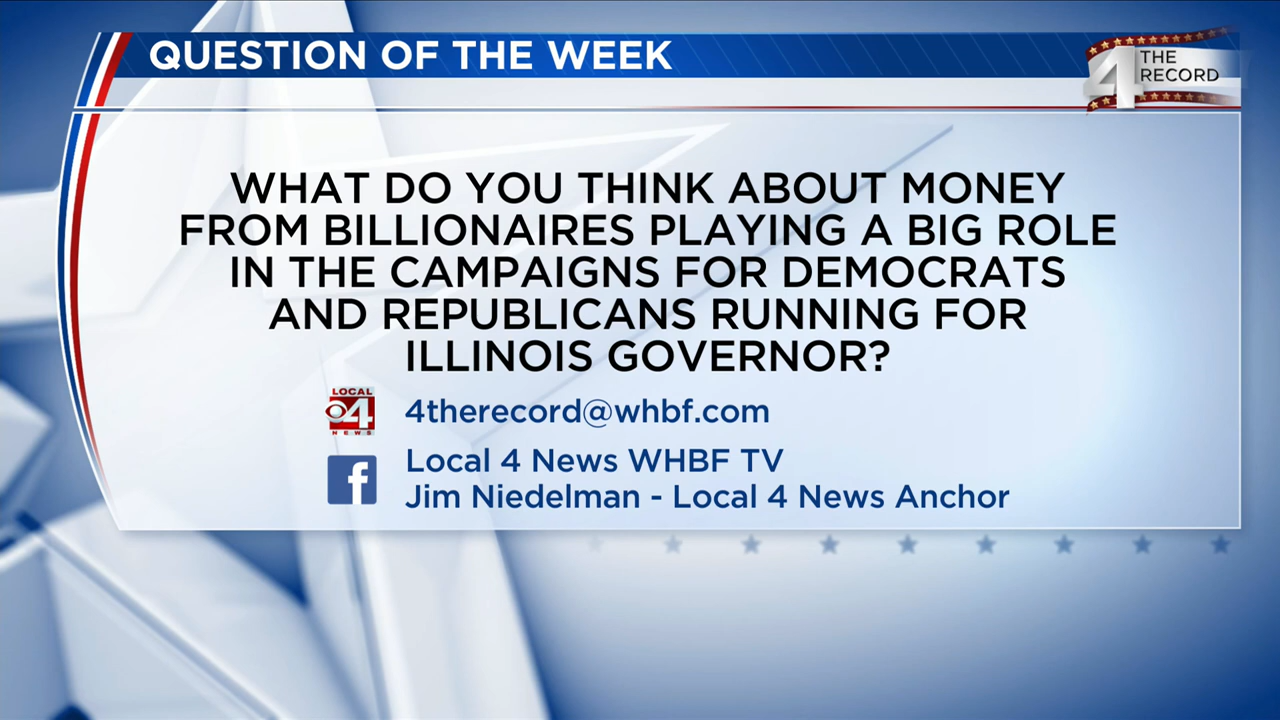 QUESTION OF THE WEEK
4 THE
RECORD
WHAT DO YOU THINK ABOUT MONEY
FROM BILLIONAIRES PLAYING A BIG ROLE
IN THE CAMPAIGNS FOR DEMOCRATS
AND REPUBLICANS RUNNING FOR
ILLINOIS GOVERNOR?
LOCAL
4
NEWS
4therecord@whbf.com
f
Local 4 News WHBF TV
Jim Niedelman - Local 4 News Anchor